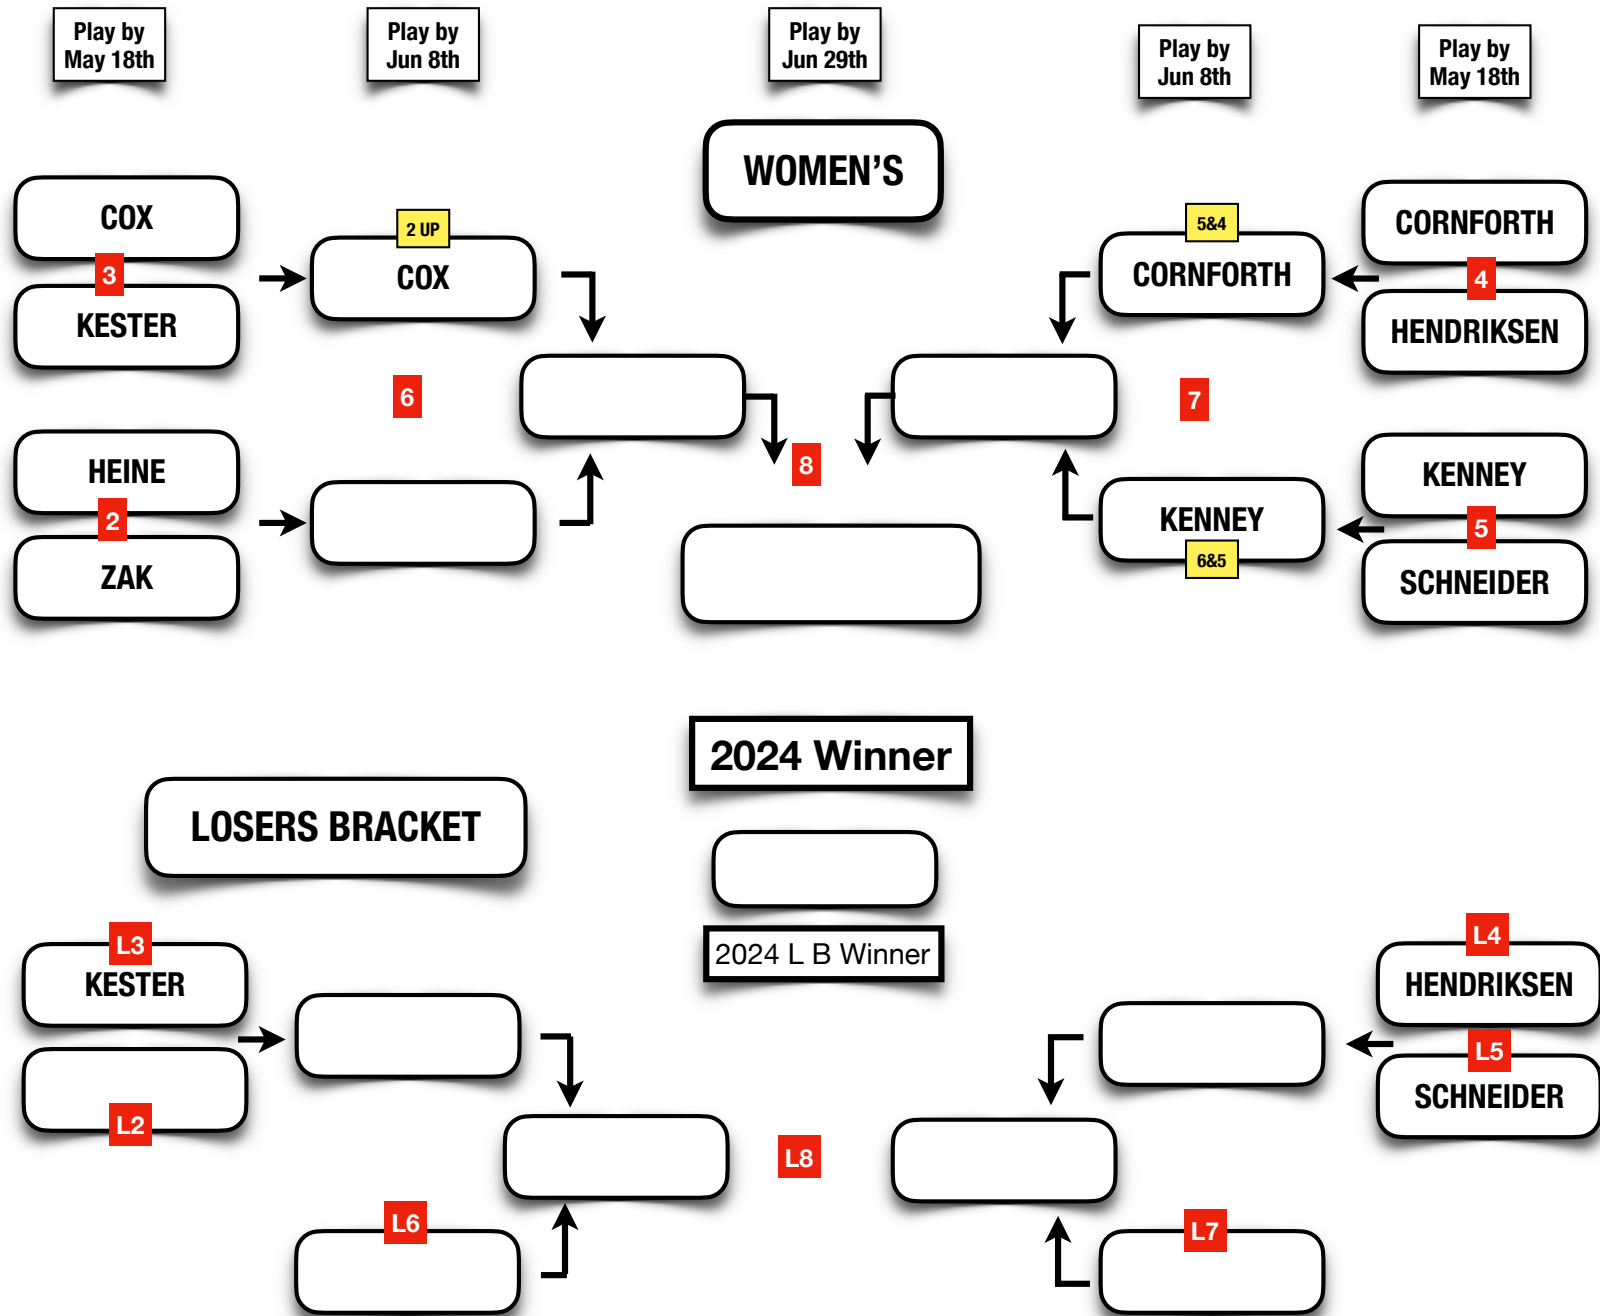 Play by
May 18th
Play by
Jun 8th
Play by
Jun 29th
Play by
Jun 8th
Play by
May 18th
WOMEN'S
COX
3
KESTER
2 UP
COX
5&4
CORNFORTH
CORNFORTH
4
HENDRIKSEN
6
7
8
HEINE
2
ZAK
KENNEY
6&5
KENNEY
5
SCHNEIDER
2024 Winner
LOSERS BRACKET
2024 L B Winner
L3
KESTER
L2
L4
HENDRIKSEN
L5
SCHNEIDER
L8
L6
L7